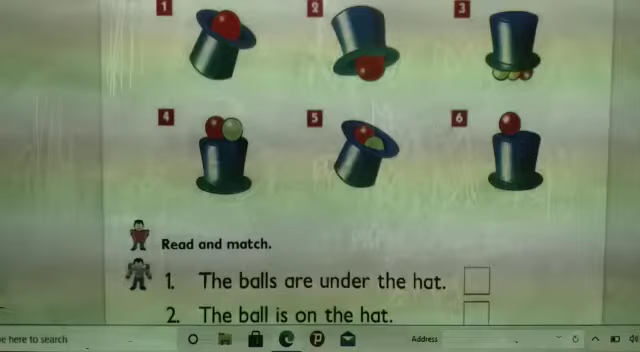 1 2 3
4 5 6
Read and match.
1. The balls are under the hat.
2. The ball is on the hat.
e here to search
Address